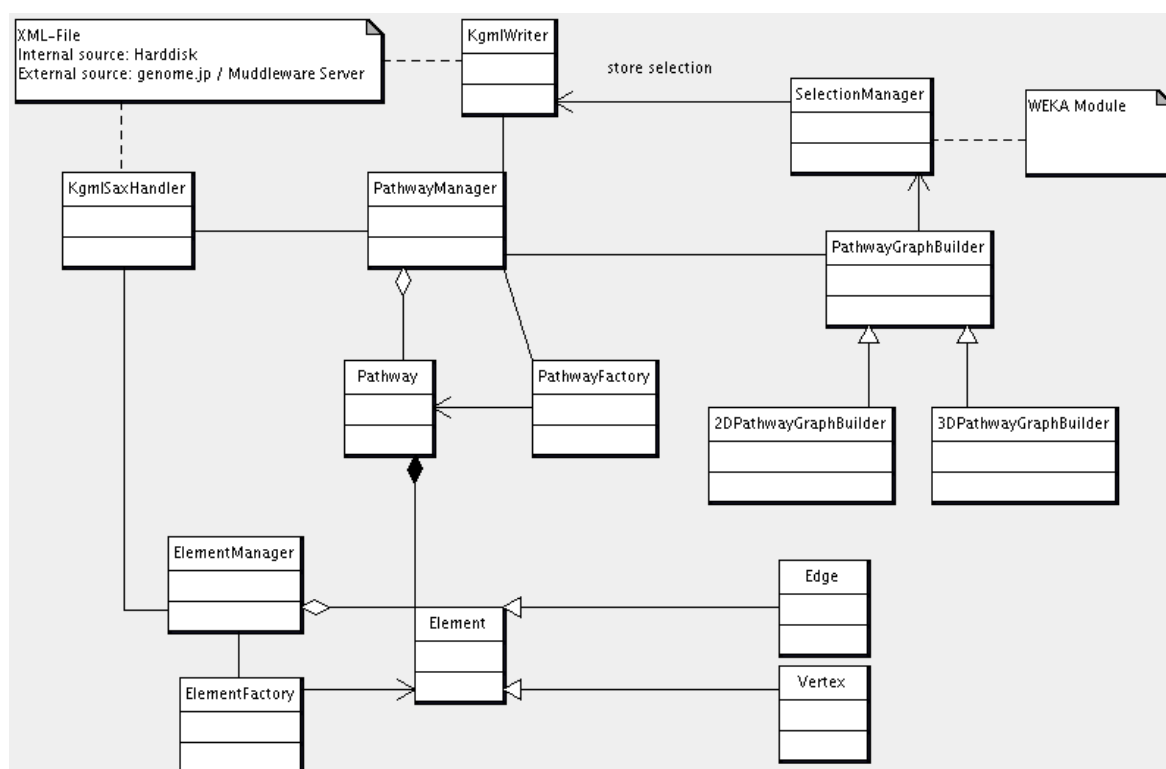 XML-File
Internal source: Harddisk
External source: genome.jp / Muddleware Server
KgmlWriter
store selection
SelectionManager
WEKA Module
KgmlSaxHandler
PathwayManager
PathwayGraphBuilder
Pathway
PathwayFactory
2DPathwayGraphBuilder
3DPathwayGraphBuilder
ElementManager
Edge
Element
Vertex
ElementFactory